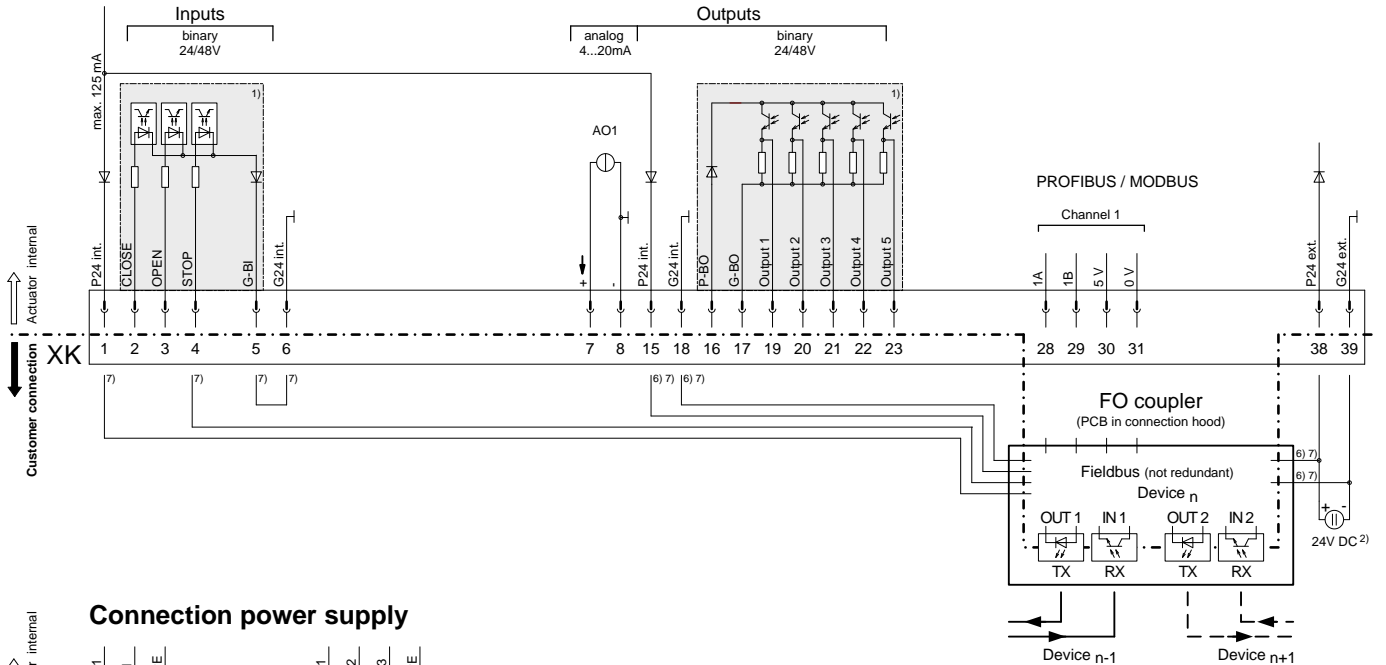 Inputs
binary
24/48V
Outputs
analog
4...20mA
binary
24/48V
max. 125 mA
1)
1)
AO1
PROFIBUS / MODBUS
Channel 1
Actuator internal
P24 int.
CLOSE
OPEN
STOP
G-BI
G24 int.
+
-
P24 int.
G24 int.
P-BO
G-BO
Output 1
Output 2
Output 3
Output 4
Output 5
1A
1B
5 V
0 V
P24 ext.
G24 ext.
XK 1 2 3 4 5 6 7 8 15 18 16 17 19 20 21 22 23 28 29 30 31 38 39
Customer connection
7) 7) 7) 7) 6) 7) 6) 7)
FO coupler
(PCB in connection hood)
6) 7)
Fieldbus (not redundant)
6) 7)
Device n
OUT 1 IN 1 OUT 2 IN 2
+ -
24V DC 2)
TX RX TX RX
Connection power supply
Device n-1 Device n+1
internal